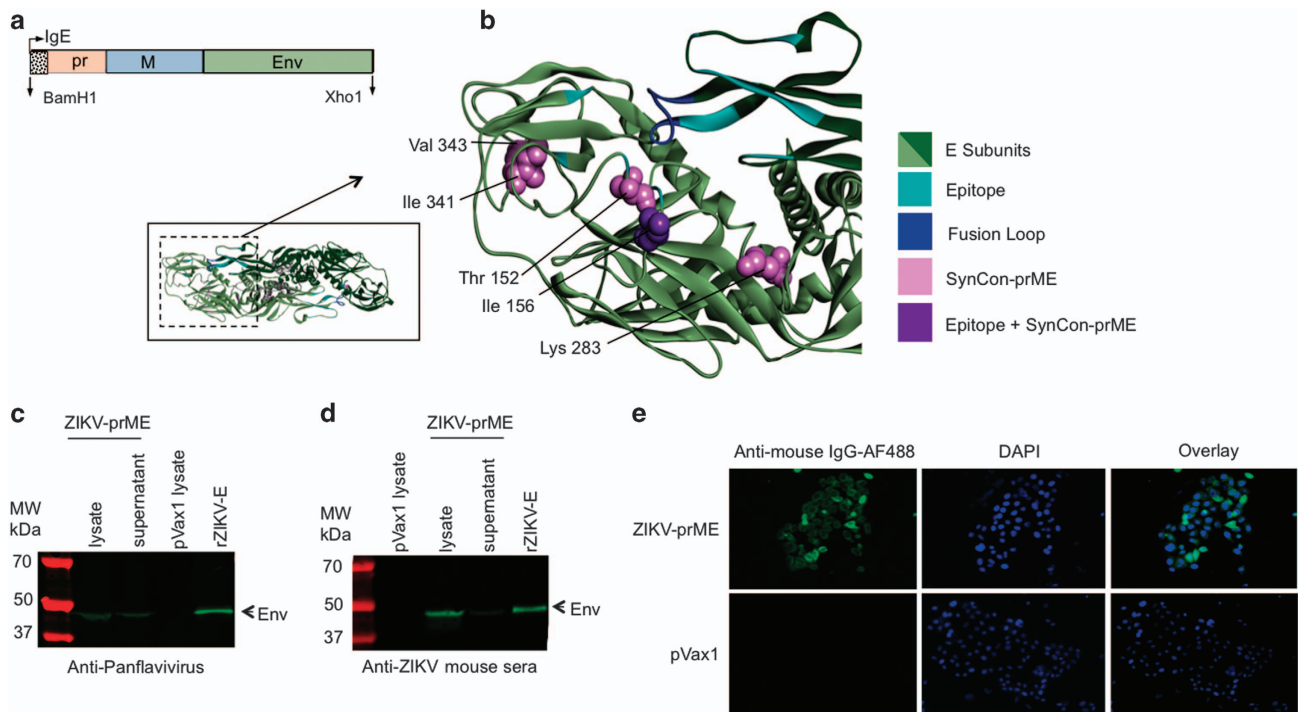 a
IgE
pr
M
Env
BamH1
Xho1
b
Val 343
Ile 341
Thr 152
Ile 156
Lys 283
E Subunits
Epitope
Fusion Loop
SynCon-prME
Epitope + SynCon-prME
c
ZIKV-prME
MW
kDa
lysate
supernatant
pVax1 lysate
rZIKV-E
70
50
37
Env
Anti-Panflavivirus
d
ZIKV-prME
MW
kDa
pVax1 lysate
lysate
supernatant
rZIKV-E
70
50
37
Env
Anti-ZIKV mouse sera
e
Anti-mouse IgG-AF488
DAPI
Overlay
ZIKV-prME
pVax1